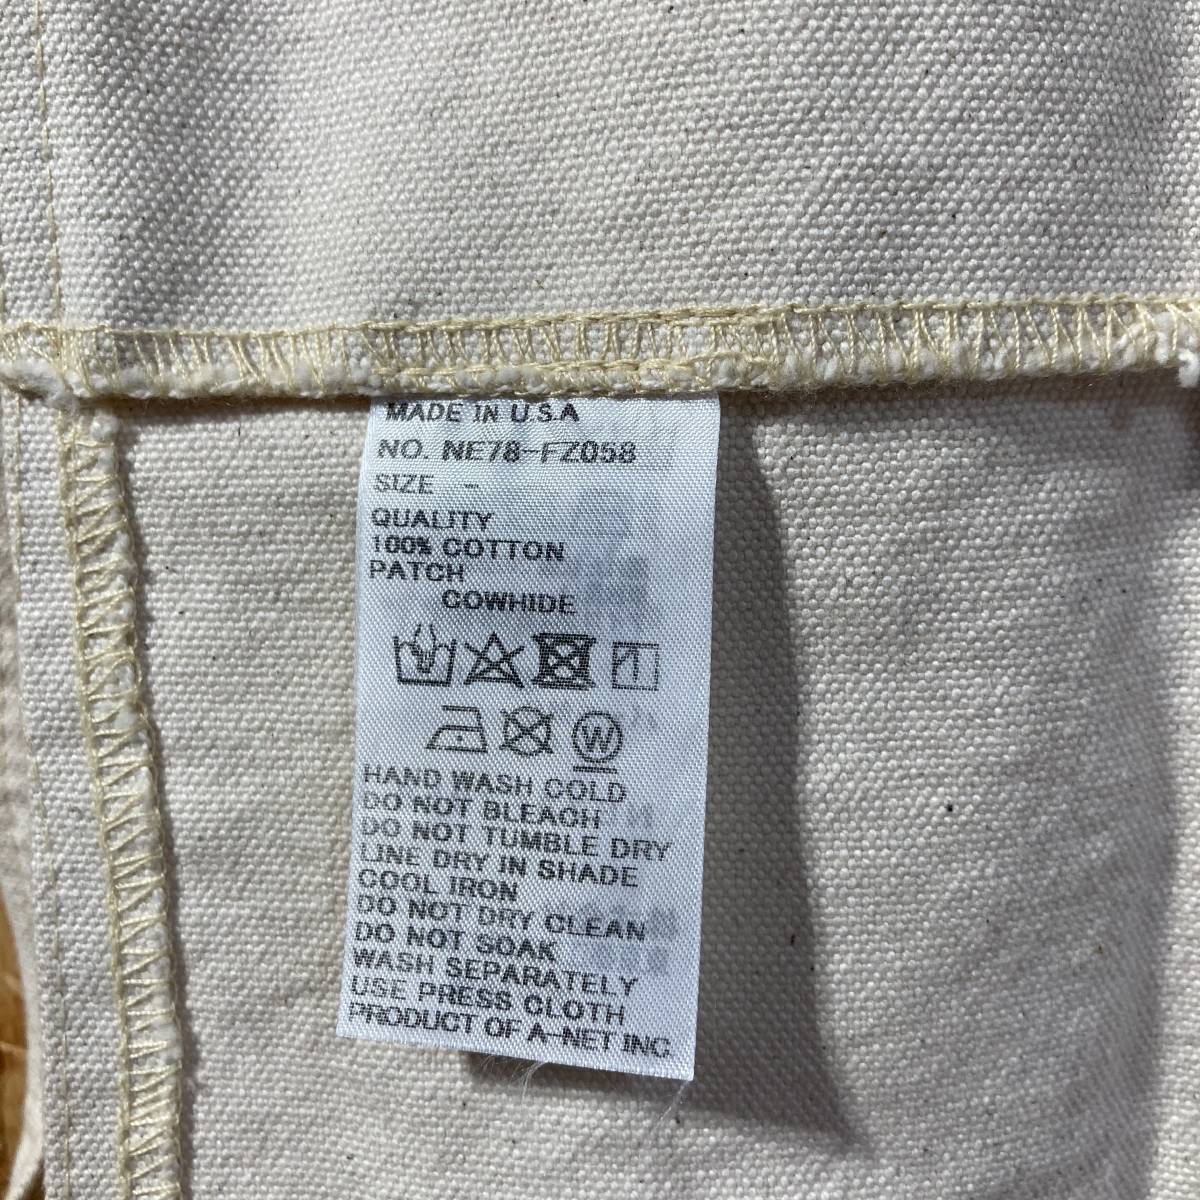 MADE IN U.S.A
NO. NE78-FZ058
SIZE -
QUALITY
100% COTTON
PATCH
COWHIDE
W
HAND WASH COLD
DO NOT BLEACH
DO NOT TUMBLE DRY
LINE DRY IN SHADE
COOL IRON
DO NOT DRY CLEAN
DO NOT SOAK
WASH SEPARATELY
USE PRESS CLOTH
PRODUCT OF A-NET INC.